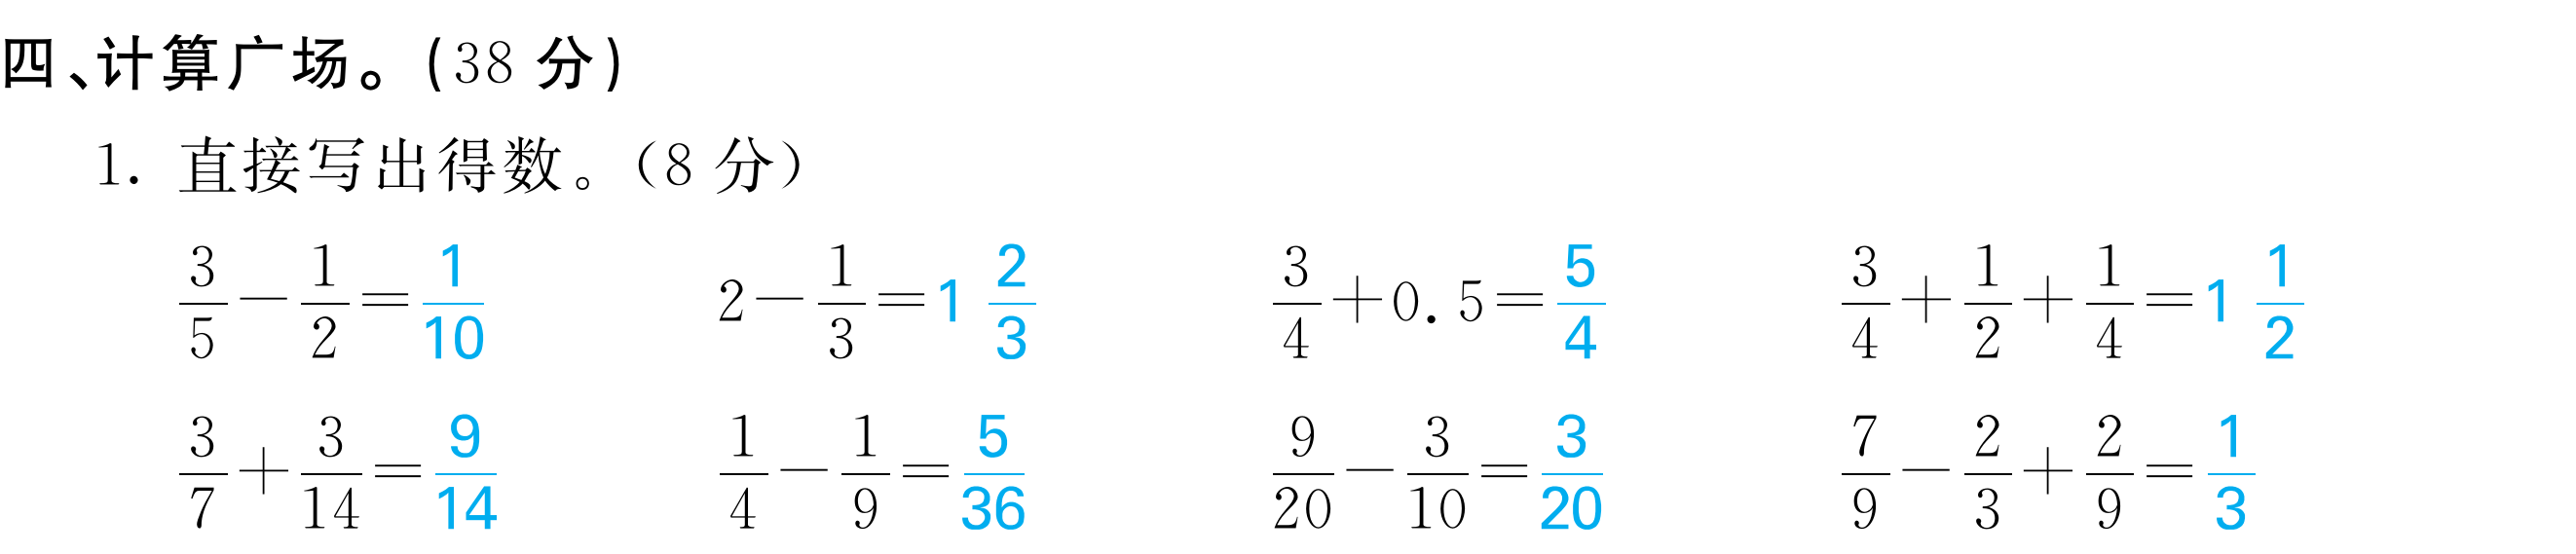 四、计算广场。(38 分)
1. 直接写出得数。(8 分)
3/5 − 1/2 = 1/10 2 − 1/3 = 1 2/3 3/4 + 0.5 = 5/4 3/4 + 1/2 + 1/4 = 1 1/2
3/7 + 3/14 = 9/14 1/4 − 1/9 = 5/36 9/20 − 3/10 = 3/20 7/9 − 2/3 + 2/9 = 1/3